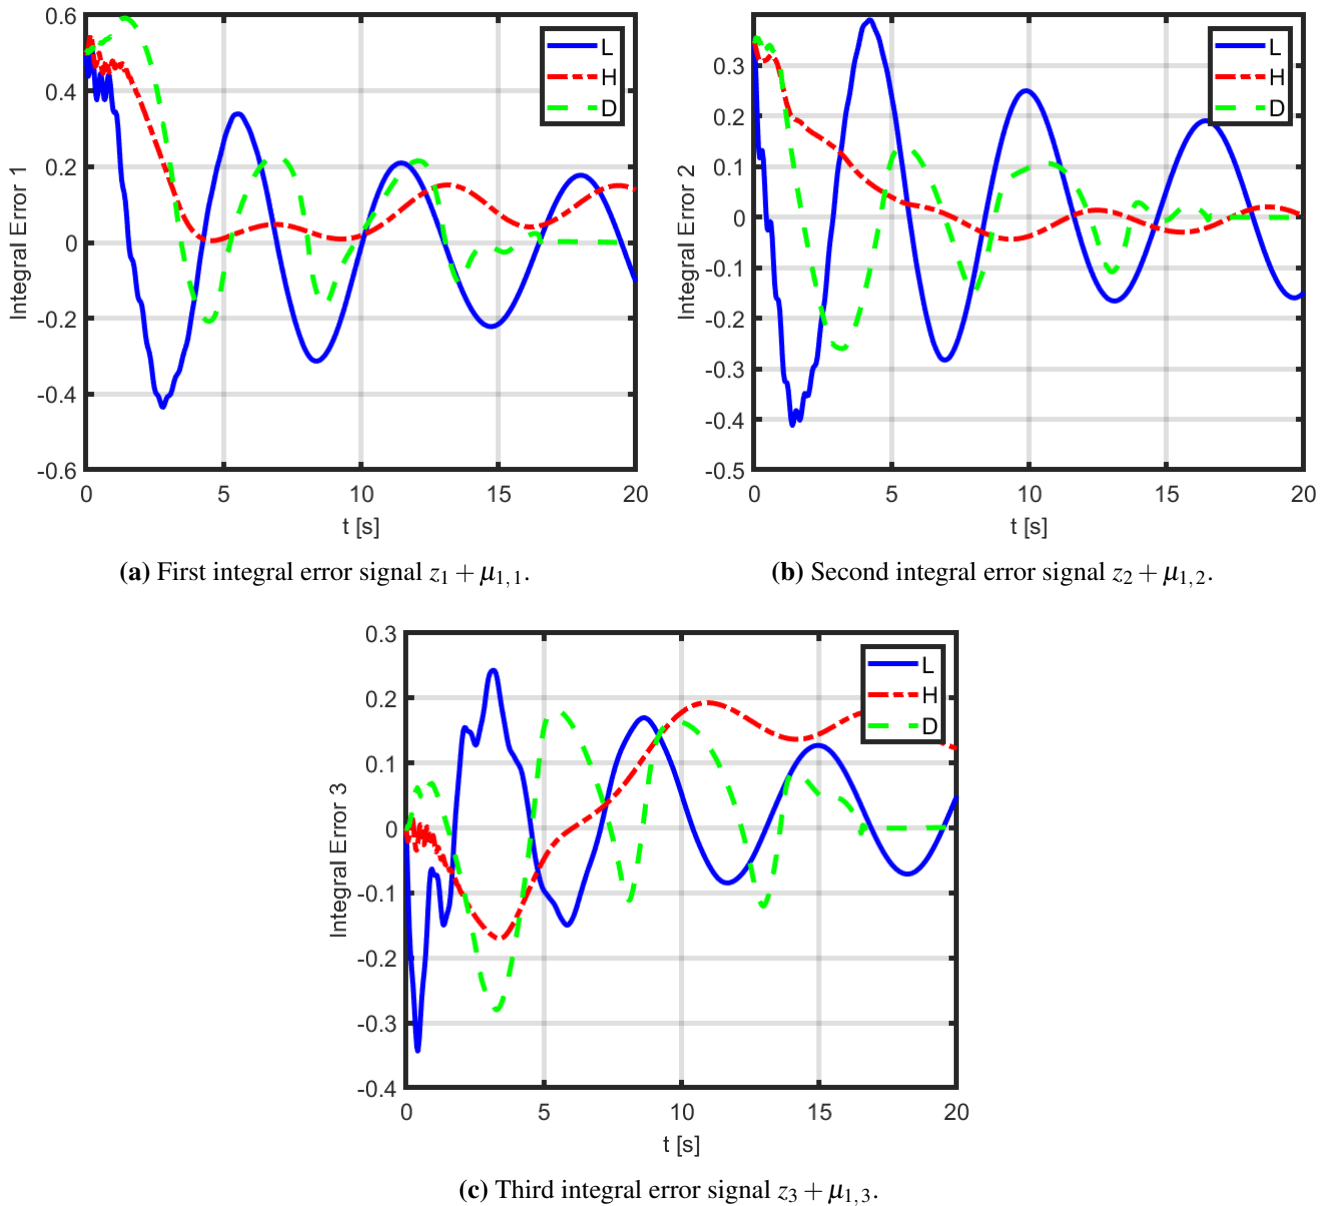 0.6
0.4
0.2
0
-0.2
-0.4
-0.6
Integral Error 1
L
H
D
0 5 10 15 20
t [s]
(a) First integral error signal z₁ + μ₁,₁.
0.3
0.2
0.1
0
-0.1
-0.2
-0.3
-0.4
-0.5
Integral Error 2
L
H
D
0 5 10 15 20
t [s]
(b) Second integral error signal z₂ + μ₁,₂.
0.3
0.2
0.1
0
-0.1
-0.2
-0.3
-0.4
Integral Error 3
L
H
D
0 5 10 15 20
t [s]
(c) Third integral error signal z₃ + μ₁,₃.